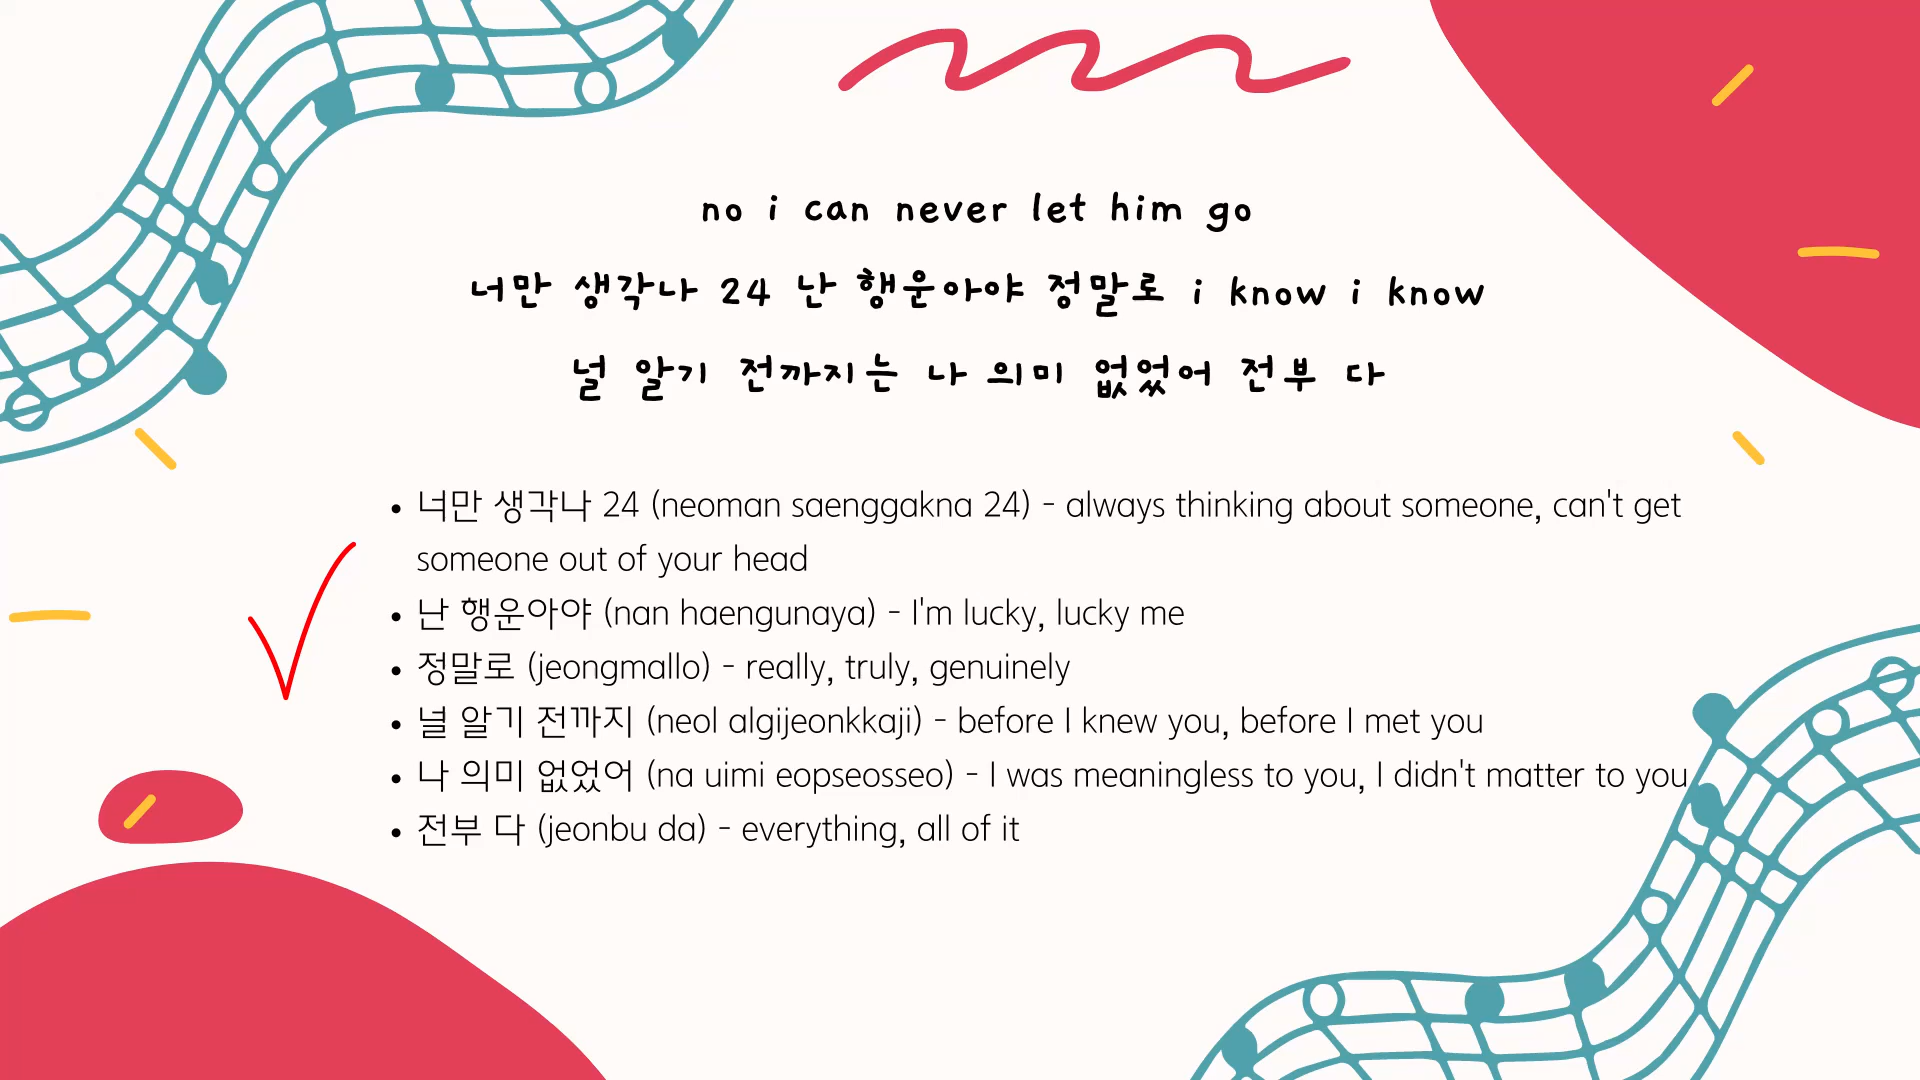 no i can never let him go
너만 생각나 24 난 행운아야 정말로 i know i know
널 알기 전까지는 나 의미 없었어 전부 다
• 너만 생각나 24 (neoman saenggakna 24) - always thinking about someone, can't get
someone out of your head
• 난 행운아야 (nan haengunaya) - I'm lucky, lucky me
• 정말로 (jeongmallo) - really, truly, genuinely
• 널 알기 전까지 (neol algijeonkkaji) - before I knew you, before I met you
• 나 의미 없었어 (na uimi eopseosseo) - I was meaningless to you, I didn't matter to you
• 전부 다 (jeonbu da) - everything, all of it